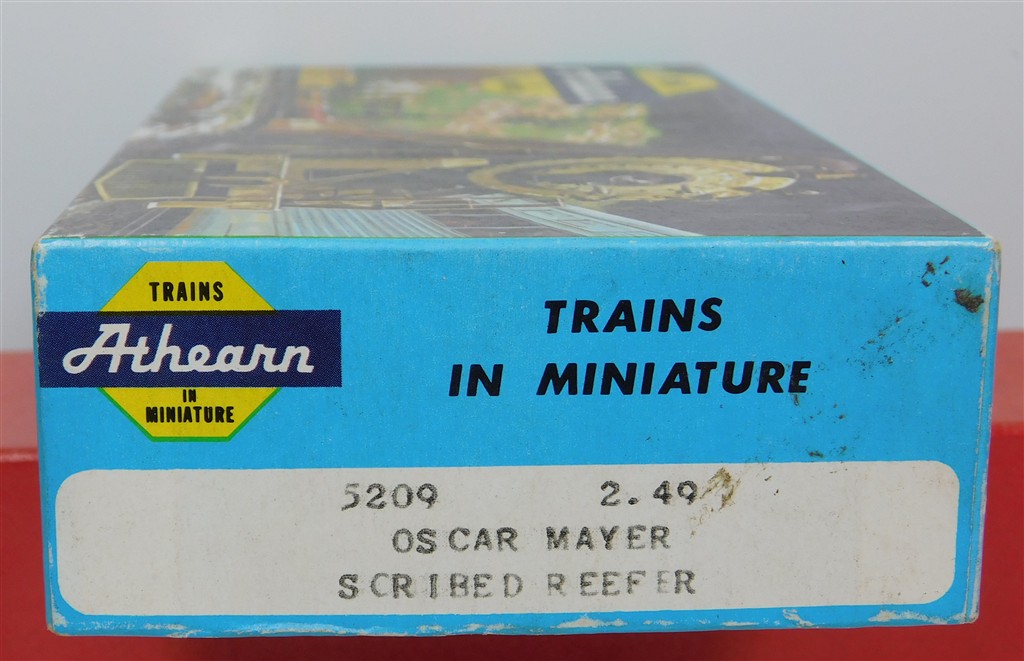 TRAINS
Athearn
IN
MINIATURE
TRAINS
IN MINIATURE
5209 2.49
OSCAR MAYER
SCRIBED REEFER